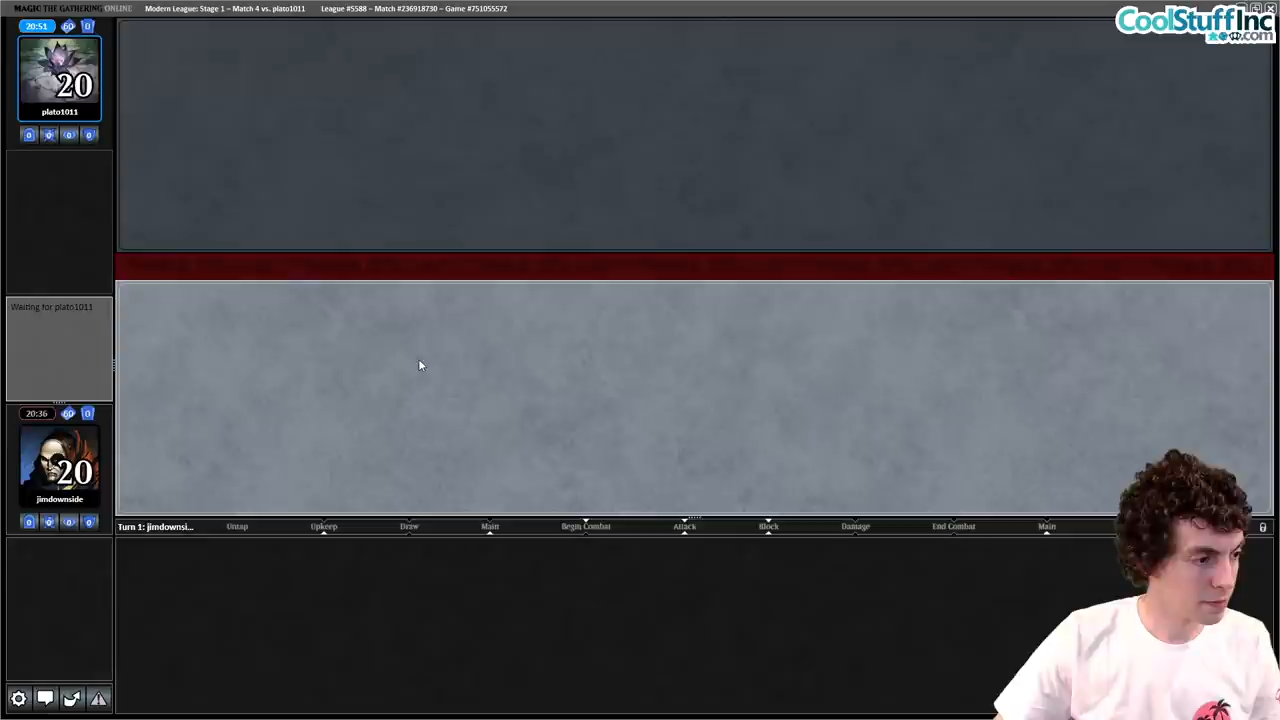 MAGIC THE GATHERING ONLINE
Modern League: Stage 1 – Match 4 vs. plato1011
League #5588 – Match #236918730 – Game #751055572
CoolStuffInc
.com
20:51
60
0
20
plato1011
0
0
0
0
Waiting for plato1011
20:36
60
0
20
jimdownside
0
0
0
0
Turn 1: jimdownsi...
Untap
Upkeep
Draw
Main
Begin Combat
Attack
Block
Damage
End Combat
Main